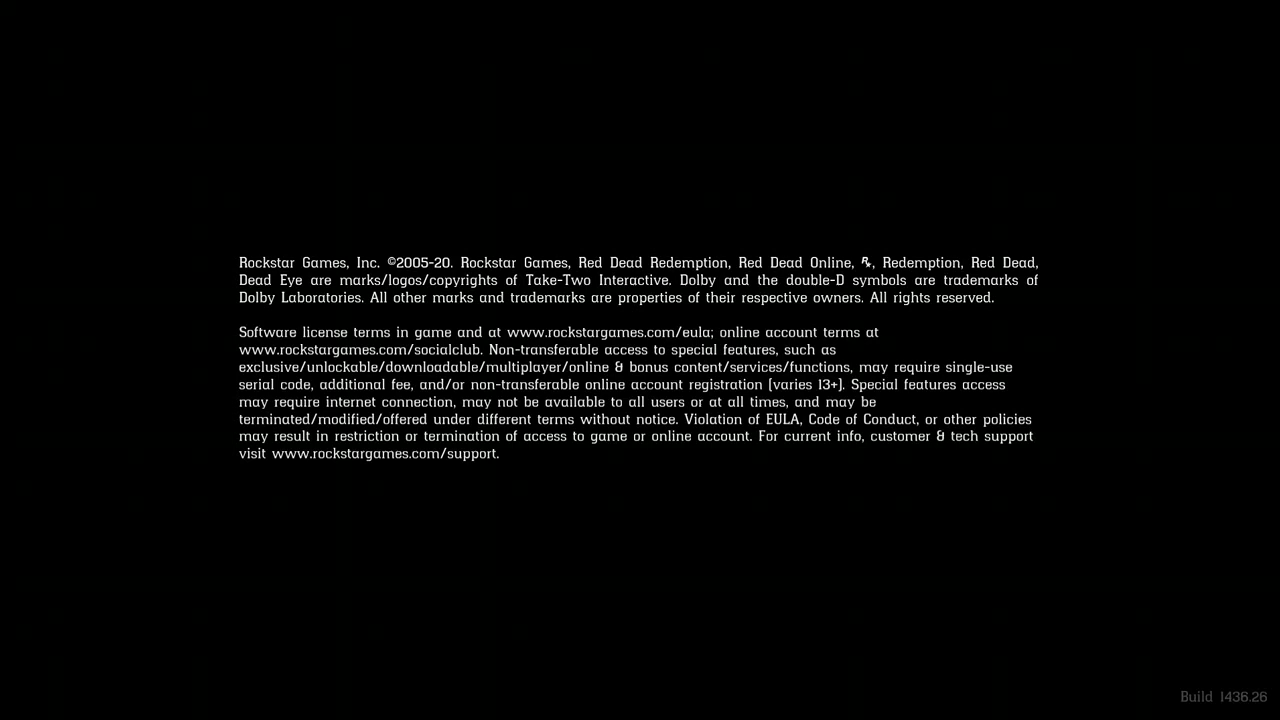 Rockstar Games, Inc. ©2005-20. Rockstar Games, Red Dead Redemption, Red Dead Online, R★, Redemption, Red Dead,
Dead Eye are marks/logos/copyrights of Take-Two Interactive. Dolby and the double-D symbols are trademarks of
Dolby Laboratories. All other marks and trademarks are properties of their respective owners. All rights reserved.
Software license terms in game and at www.rockstargames.com/eula; online account terms at
www.rockstargames.com/socialclub. Non-transferable access to special features, such as
exclusive/unlockable/downloadable/multiplayer/online & bonus content/services/functions, may require single-use
serial code, additional fee, and/or non-transferable online account registration (varies 13+). Special features access
may require internet connection, may not be available to all users or at all times, and may be
terminated/modified/offered under different terms without notice. Violation of EULA, Code of Conduct, or other policies
may result in restriction or termination of access to game or online account. For current info, customer & tech support
visit www.rockstargames.com/support.
Build 1436.26